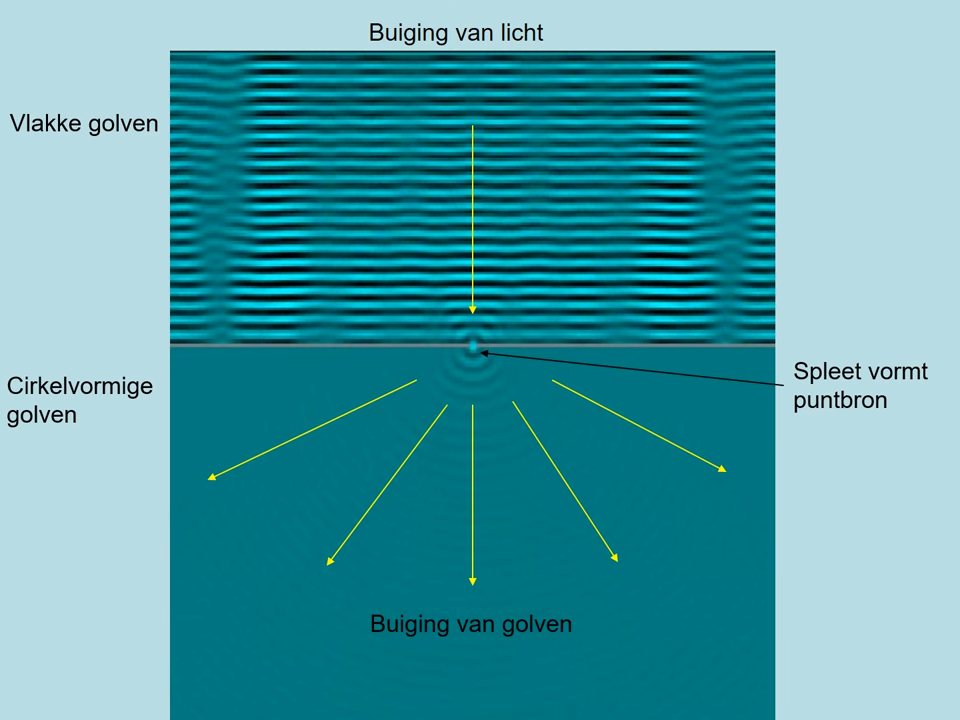 Buiging van licht
Vlakke golven
Cirkelvormige
golven
Spleet vormt
puntbron
Buiging van golven